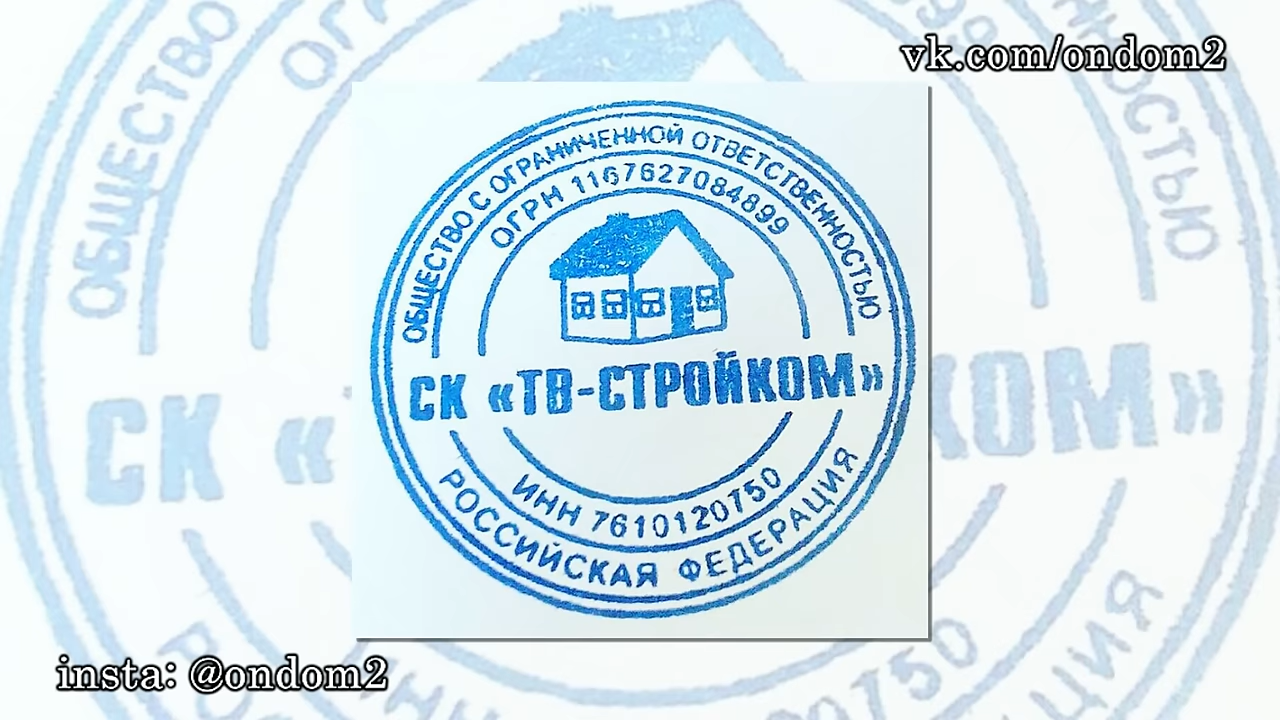 vk.com/ondom2
ОБЩЕСТВО С ОГРАНИЧЕННОЙ ОТВЕТСТВЕННОСТЬЮ
ОГРН 1167627084899
СК «ТВ-СТРОЙКОМ»
ИНН 7610120750
РОССИЙСКАЯ ФЕДЕРАЦИЯ
insta: @ondom2